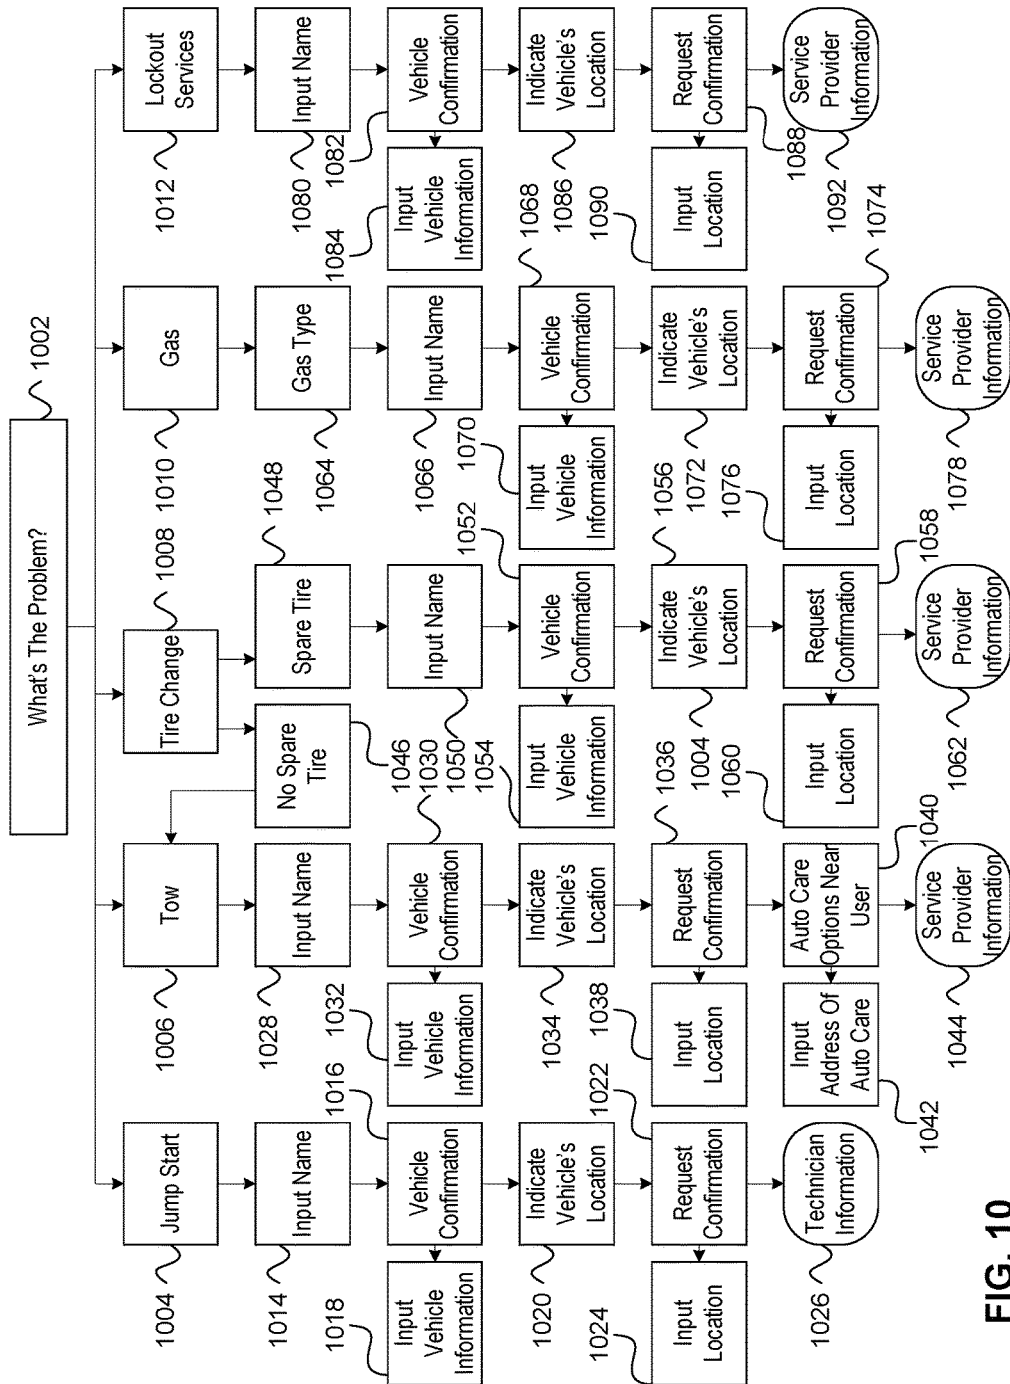 What's The Problem?
1002
Jump Start
1004
Input Name
1014
Vehicle
Confirmation
1016
Input
Vehicle
Information
1018
Indicate
Vehicle's
Location
1020
Request
Confirmation
1022
Input
Location
1024
Technician
Information
1026
Tow
1006
Input Name
1028
Vehicle
Confirmation
1030
Input
Vehicle
Information
1032
Indicate
Vehicle's
Location
1034
Request
Confirmation
1036
Input
Location
1038
Auto Care
Options Near
User
1040
Input
Address Of
Auto Care
1042
Service
Provider
Information
1044
Tire Change
1008
No Spare
Tire
1046
Spare Tire
1048
Input Name
1050
Vehicle
Confirmation
1052
Input
Vehicle
Information
1054
Indicate
Vehicle's
Location
1056
1004
Request
Confirmation
1058
Input
Location
1060
Service
Provider
Information
1062
Gas
1010
Gas Type
1064
Input Name
1066
Vehicle
Confirmation
1068
Input
Vehicle
Information
1070
Indicate
Vehicle's
Location
1072
Request
Confirmation
1074
Input
Location
1076
Service
Provider
Information
1078
Lockout
Services
1012
Input Name
1080
Vehicle
Confirmation
1082
Input
Vehicle
Information
1084
Indicate
Vehicle's
Location
1086
Request
Confirmation
1088
Input
Location
1090
Service
Provider
Information
1092
FIG. 10